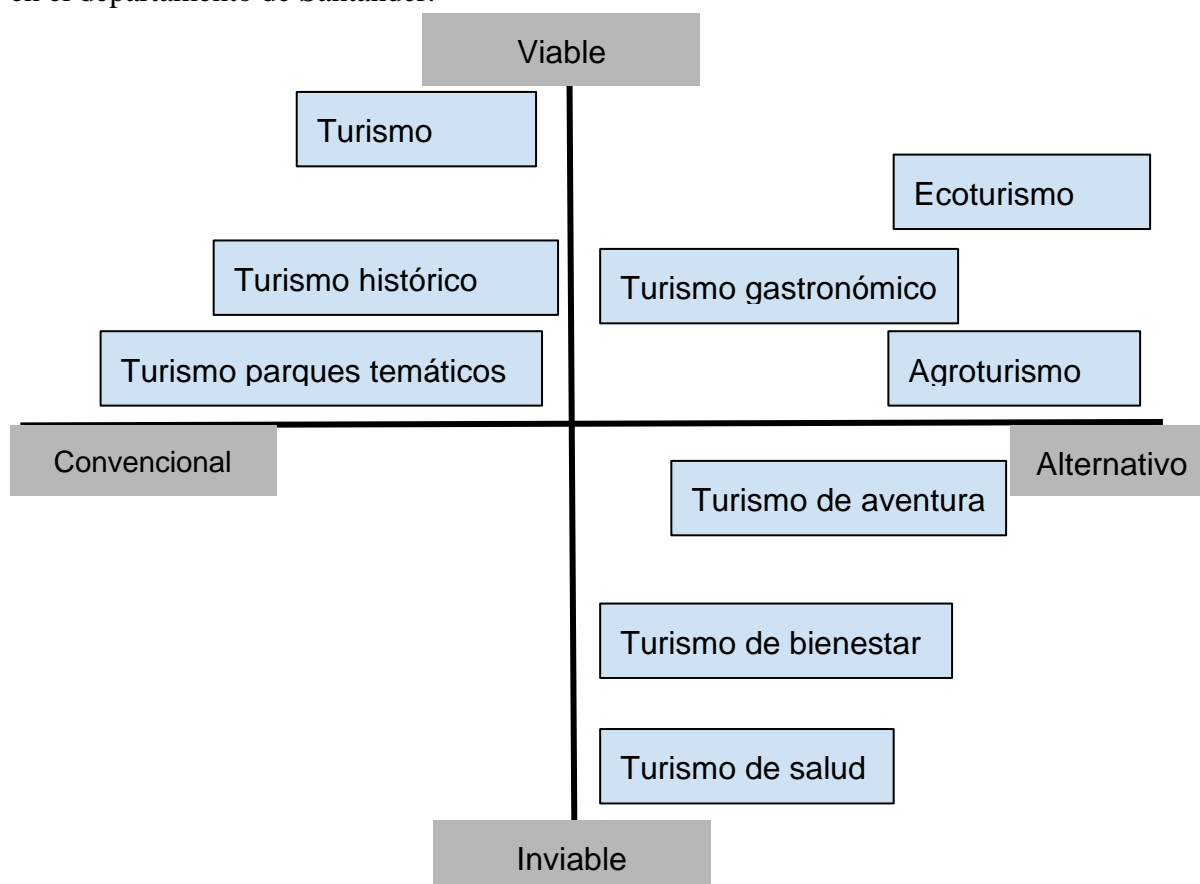 en el departamento de Santander.
Viable
Turismo
Ecoturismo
Turismo histórico
Turismo gastronómico
Turismo parques temáticos
Agroturismo
Convencional
Alternativo
Turismo de aventura
Turismo de bienestar
Turismo de salud
Inviable